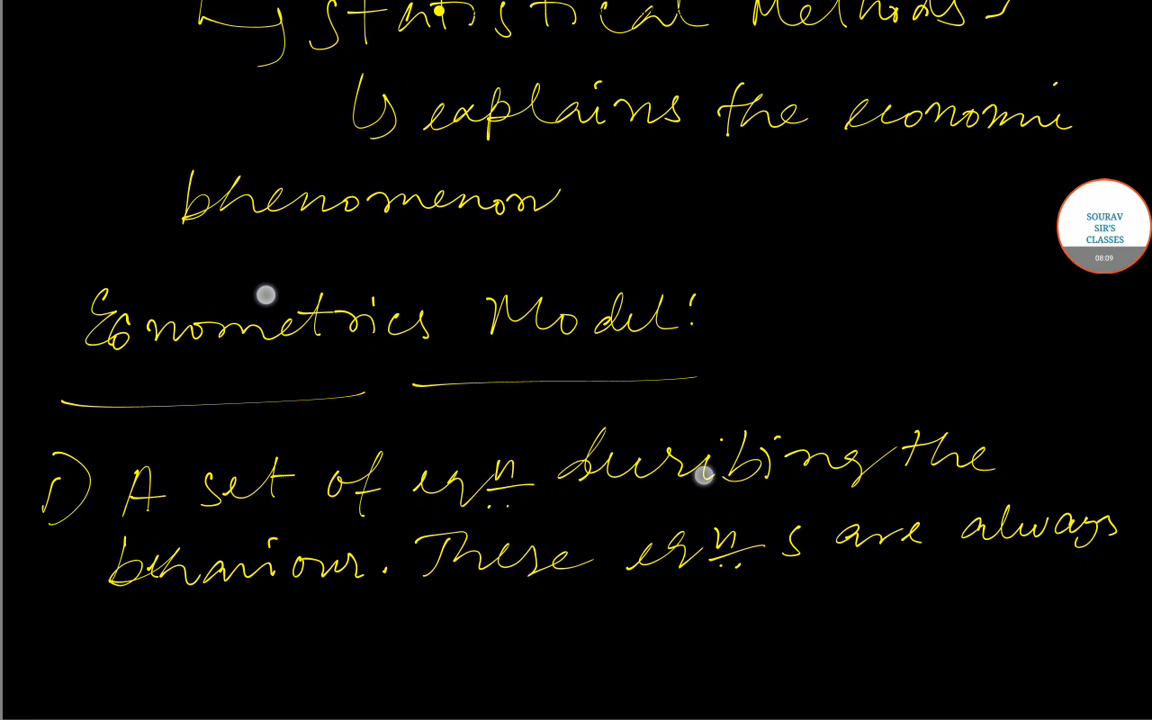 ↳ Statistical Methods.
↳ explains the economic
phenomenon
Econometrics Model:
1) A set of eqn describing the
behaviour. These eqn s are always
SOURAV
SIR'S
CLASSES
08:09